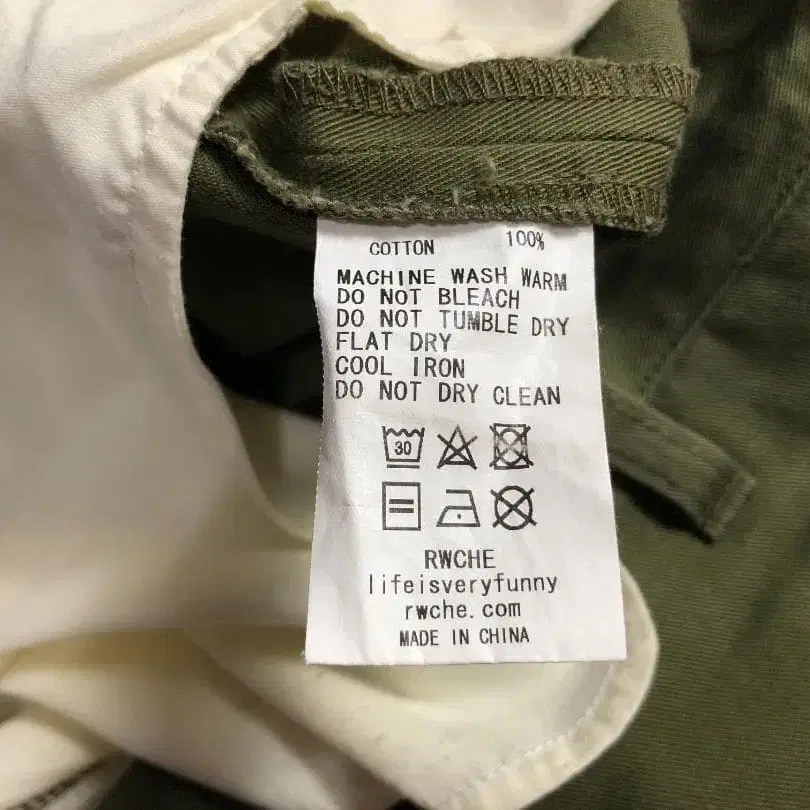 COTTON 100%
MACHINE WASH WARM
DO NOT BLEACH
DO NOT TUMBLE DRY
FLAT DRY
COOL IRON
DO NOT DRY CLEAN
30
RWCHE
lifeisveryfunny
rwche.com
MADE IN CHINA